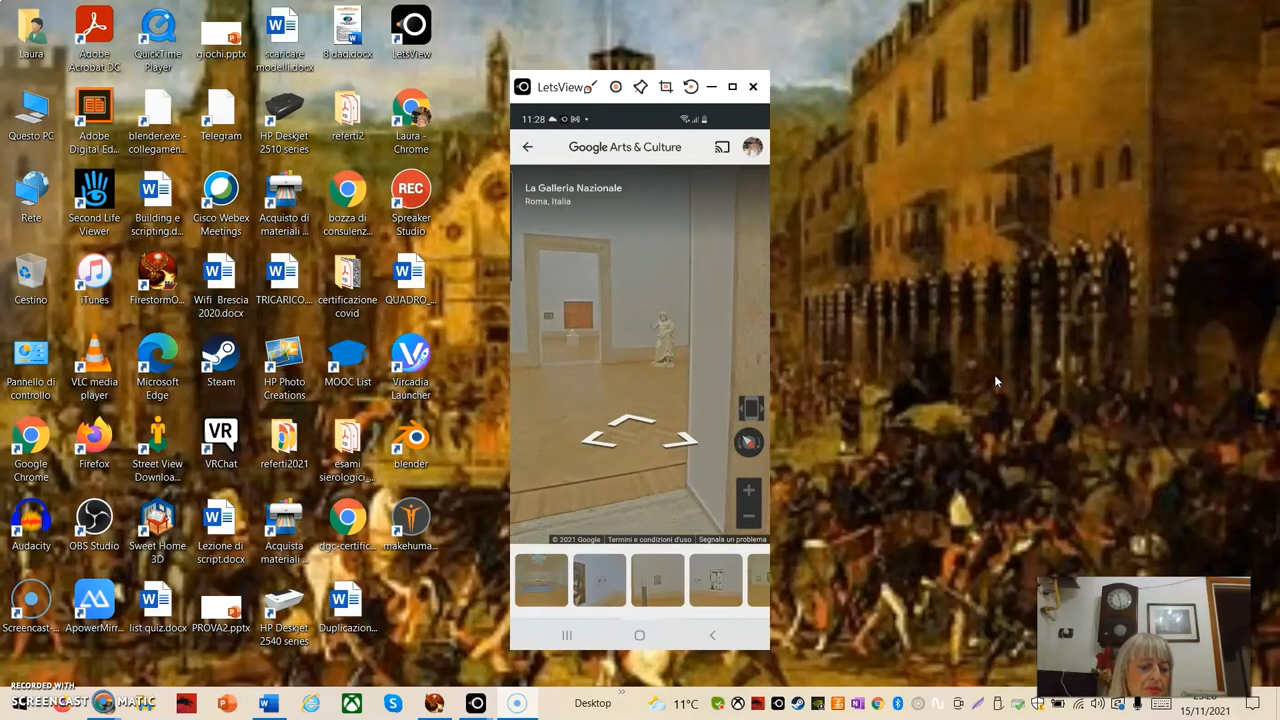 Laura
Adobe
Acrobat DC
QuickTime
Player
giochi.pptx
scaricare
modelli.docx
8 dad.docx
LetsView
Questo PC
Adobe
Digital Ed...
blender.exe -
collegamen...
Telegram
HP Deskjet
2510 series
referti2
Laura -
Chrome
Rete
Second Life
Viewer
Building e
scripting.d...
Cisco Webex
Meetings
Acquisto di
materiali ...
bozza di
consulenz...
REC
Spreaker
Studio
Cestino
iTunes
FirestormO...
Wifi Brescia
2020.docx
TRICARICO....
certificazione
covid
QUADRO_...
Pannello di
controllo
VLC media
player
Microsoft
Edge
Steam
HP Photo
Creations
MOOC List
Vircadia
Launcher
Google
Chrome
Firefox
Street View
Downloa...
VR
VRChat
referti2021
esami
sierologici_...
blender
Audacity
OBS Studio
Sweet Home
3D
Lezione di
script.docx
Acquista
materiali ...
dgc-certific...
makehuma...
Screencast-...
ApowerMirr...
list quiz.docx
PROVA2.pptx
HP Deskjet
2540 series
Duplicazion...
LetsView
11:28
Google Arts & Culture
La Galleria Nazionale
Roma, Italia
© 2021 Google
Termini e condizioni d'uso
Segnala un problema
RECORDED WITH
SCREENCAST MATIC
Desktop
11°C
15/11/2021